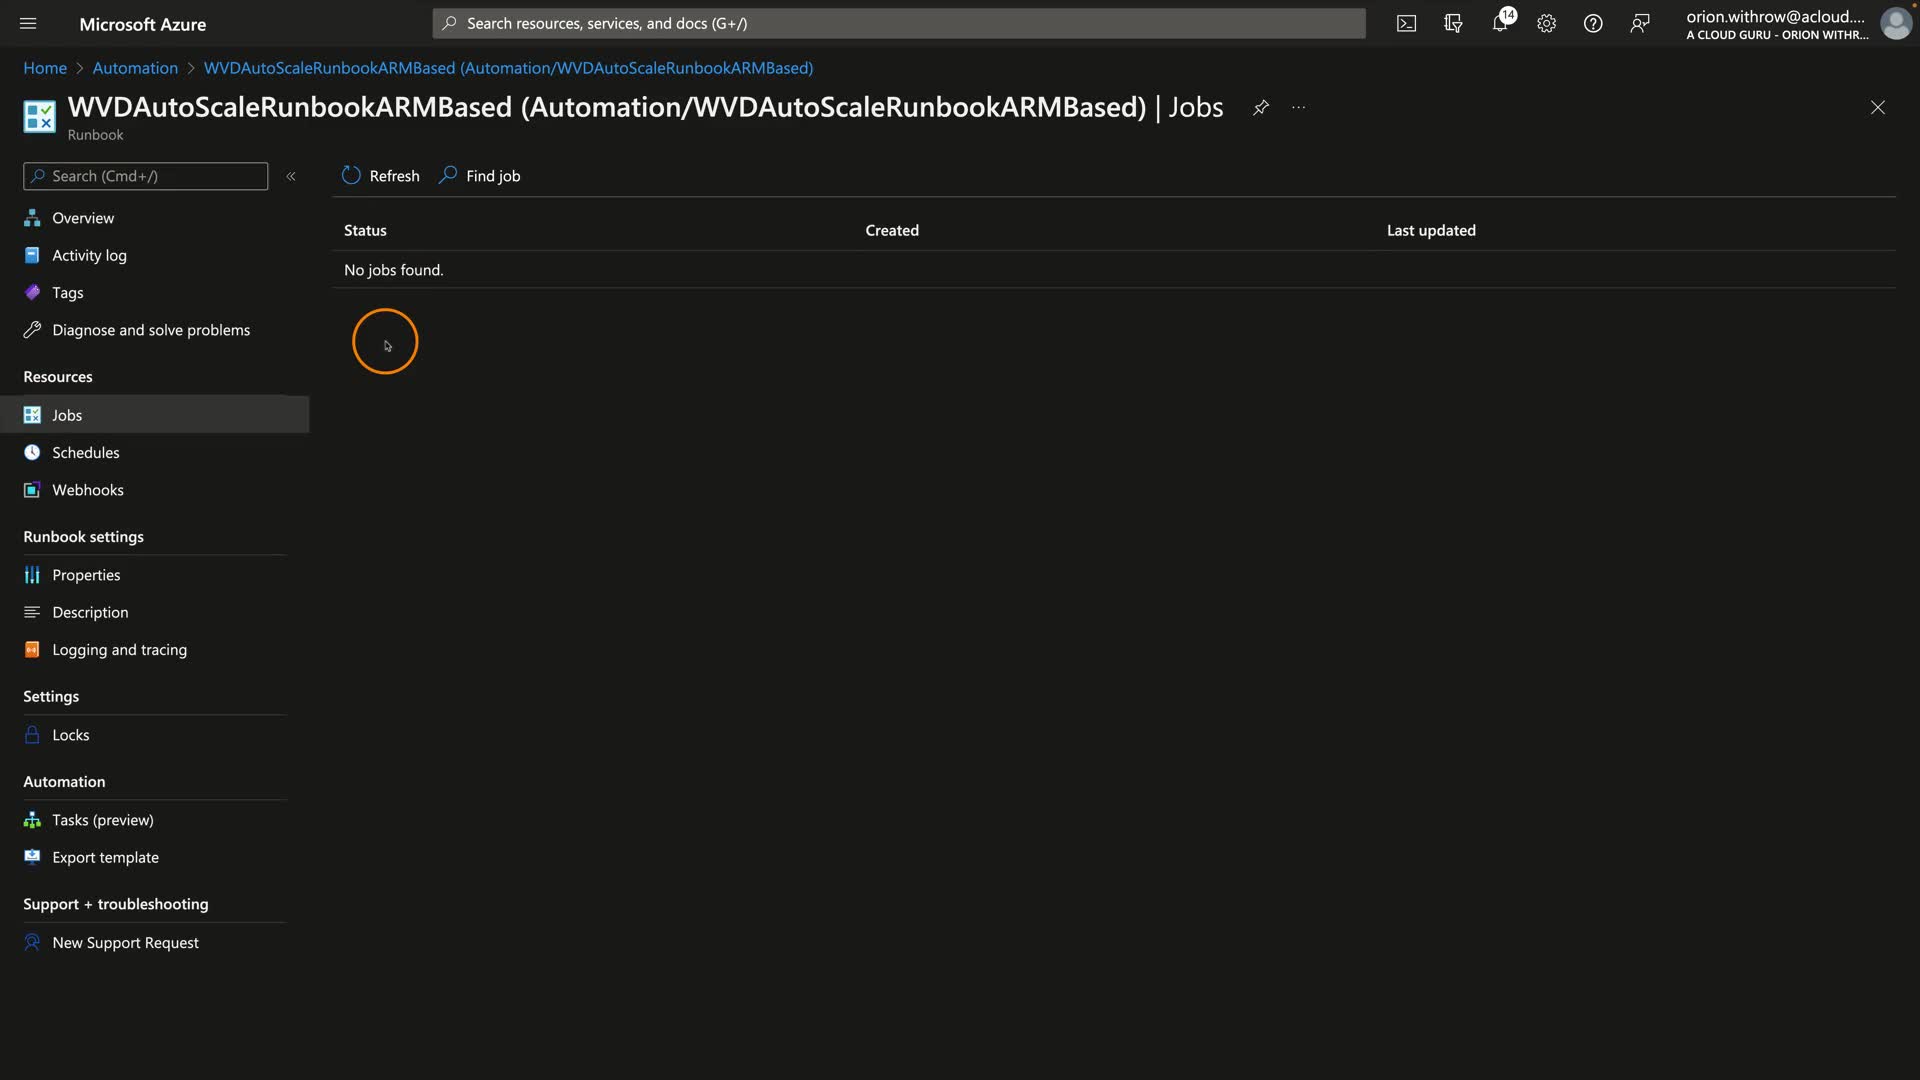 Microsoft Azure
Search resources, services, and docs (G+/)
14
orion.withrow@acloud....
A CLOUD GURU - ORION WITHR...
Home > Automation > WVDAutoScaleRunbookARMBased (Automation/WVDAutoScaleRunbookARMBased)
WVDAutoScaleRunbookARMBased (Automation/WVDAutoScaleRunbookARMBased) | Jobs
Runbook
Search (Cmd+/)
Refresh
Find job
Overview
Activity log
Tags
Diagnose and solve problems
Resources
Jobs
Schedules
Webhooks
Runbook settings
Properties
Description
Logging and tracing
Settings
Locks
Automation
Tasks (preview)
Export template
Support + troubleshooting
New Support Request
Status Created Last updated
No jobs found.